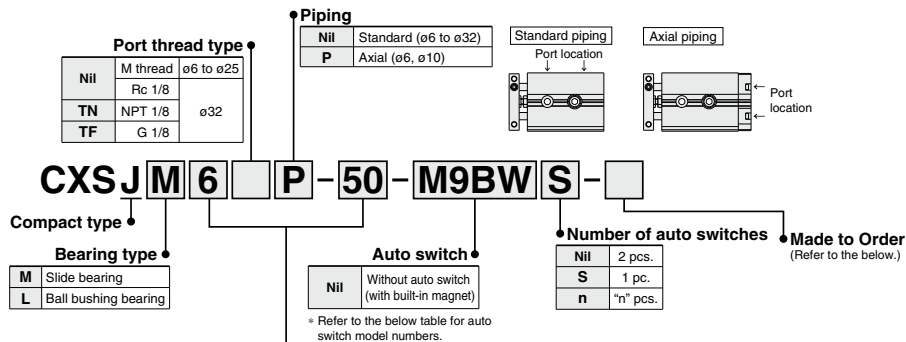 Piping
Nil Standard (ø6 to ø32)
P Axial (ø6, ø10)
Standard piping
Port location
Axial piping
Port
location
Port thread type
Nil M thread ø6 to ø25
Rc 1/8 ø32
TN NPT 1/8
TF G 1/8
CXSJ M 6 P - 50 - M9BW S -
Compact type
Bearing type
M Slide bearing
L Ball bushing bearing
Auto switch
Nil Without auto switch
(with built-in magnet)
* Refer to the below table for auto
switch model numbers.
Number of auto switches
Nil 2 pcs.
S 1 pc.
n "n" pcs.
Made to Order
(Refer to the below.)